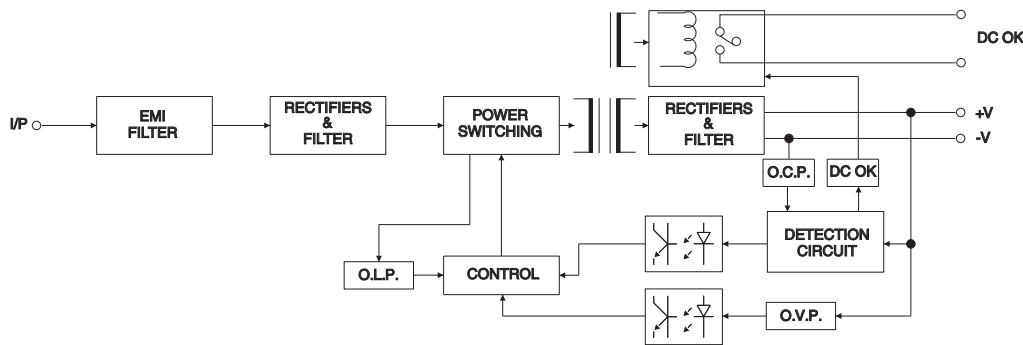 DC OK
I/P
EMI
FILTER
RECTIFIERS
&
FILTER
POWER
SWITCHING
RECTIFIERS
&
FILTER
+V
-V
O.C.P.
DC OK
DETECTION
CIRCUIT
O.L.P.
CONTROL
O.V.P.